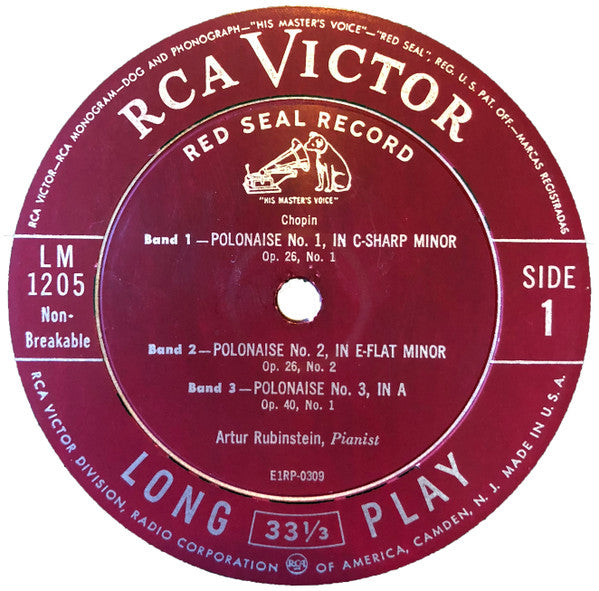 RCA VICTOR—RCA MONOGRAM—DOG AND PHONOGRAPH—"HIS MASTER'S VOICE"—"RED SEAL", REG. U. S. PAT. OFF.—MARCAS REGISTRADAS
RCA VICTOR
RED SEAL RECORD
"HIS MASTER'S VOICE"
Chopin
Band 1—POLONAISE No. 1, IN C-SHARP MINOR
Op. 26, No. 1
LM
1205
Non-
Breakable
SIDE
1
Band 2—POLONAISE No. 2, IN E-FLAT MINOR
Op. 26, No. 2
Band 3—POLONAISE No. 3, IN A
Op. 40, No. 1
Artur Rubinstein, Pianist
E1RP-0309
LONG 33⅓ PLAY
RCA VICTOR DIVISION, RADIO CORPORATION RCA OF AMERICA, CAMDEN, N. J. MADE IN U.S.A.